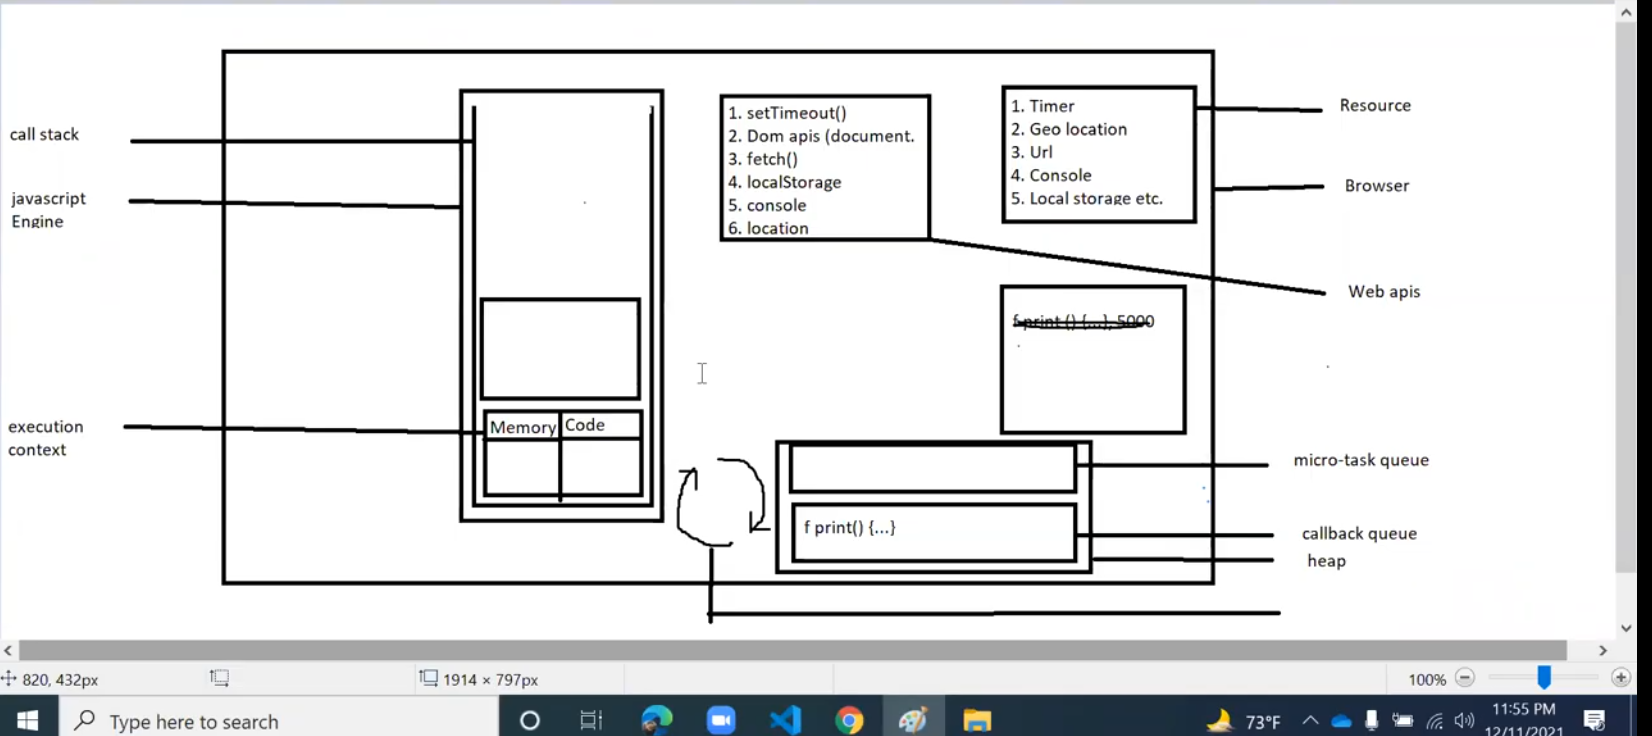 call stack
javascript
Engine
execution
context
Memory
Code
1. setTimeout()
2. Dom apis (document.
3. fetch()
4. localStorage
5. console
6. location
1. Timer
2. Geo location
3. Url
4. Console
5. Local storage etc.
Resource
Browser
Web apis
f print () {...}, 5000
micro-task queue
f print() {...}
callback queue
heap
820, 432px
1914 × 797px
100%
Type here to search
73°F
11:55 PM
12/11/2021